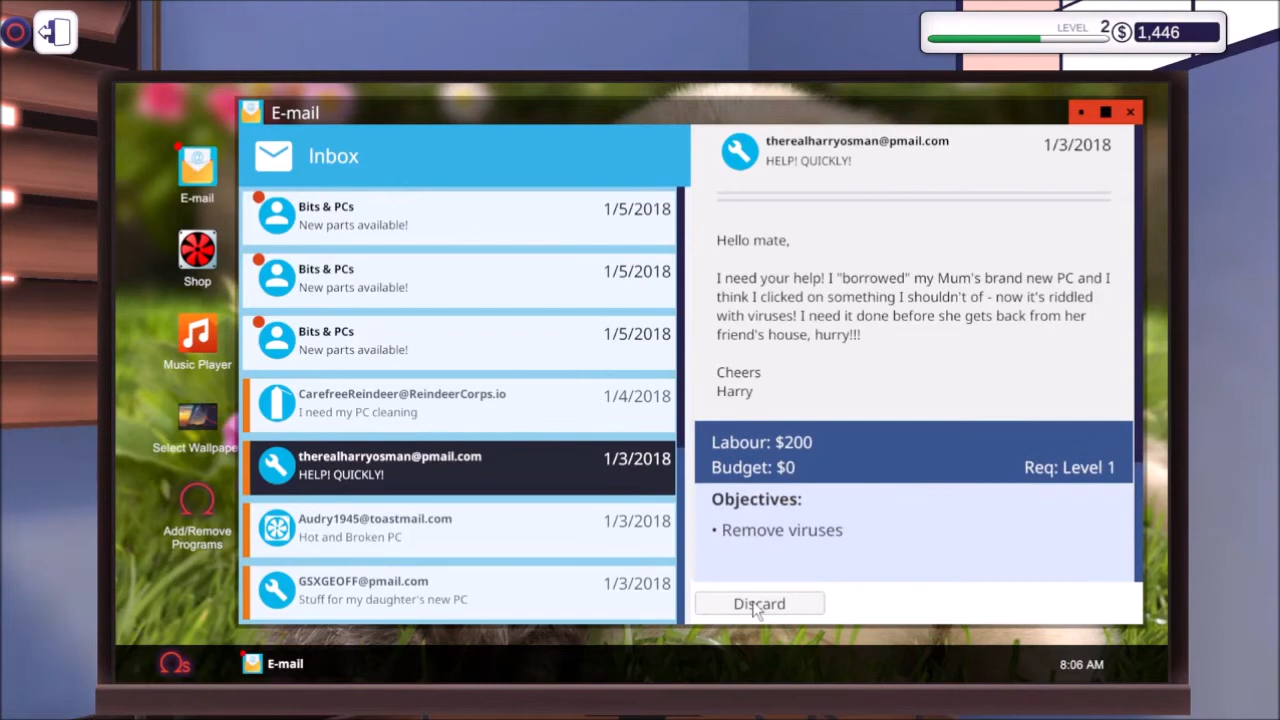 LEVEL 2 $ 1,446
E-mail
Inbox
therealharryosman@pmail.com 1/3/2018
HELP! QUICKLY!
E-mail
Shop
Music Player
Select Wallpape
Add/Remove
Programs
Bits & PCs 1/5/2018
New parts available!
Bits & PCs 1/5/2018
New parts available!
Bits & PCs 1/5/2018
New parts available!
CarefreeReindeer@ReindeerCorps.io 1/4/2018
I need my PC cleaning
therealharryosman@pmail.com 1/3/2018
HELP! QUICKLY!
Audry1945@toastmail.com 1/3/2018
Hot and Broken PC
GSXGEOFF@pmail.com 1/3/2018
Stuff for my daughter's new PC
Hello mate,
I need your help! I "borrowed" my Mum's brand new PC and I
think I clicked on something I shouldn't of - now it's riddled
with viruses! I need it done before she gets back from her
friend's house, hurry!!!
Cheers
Harry
Labour: $200
Budget: $0 Req: Level 1
Objectives:
• Remove viruses
Discard
Ωs E-mail 8:06 AM